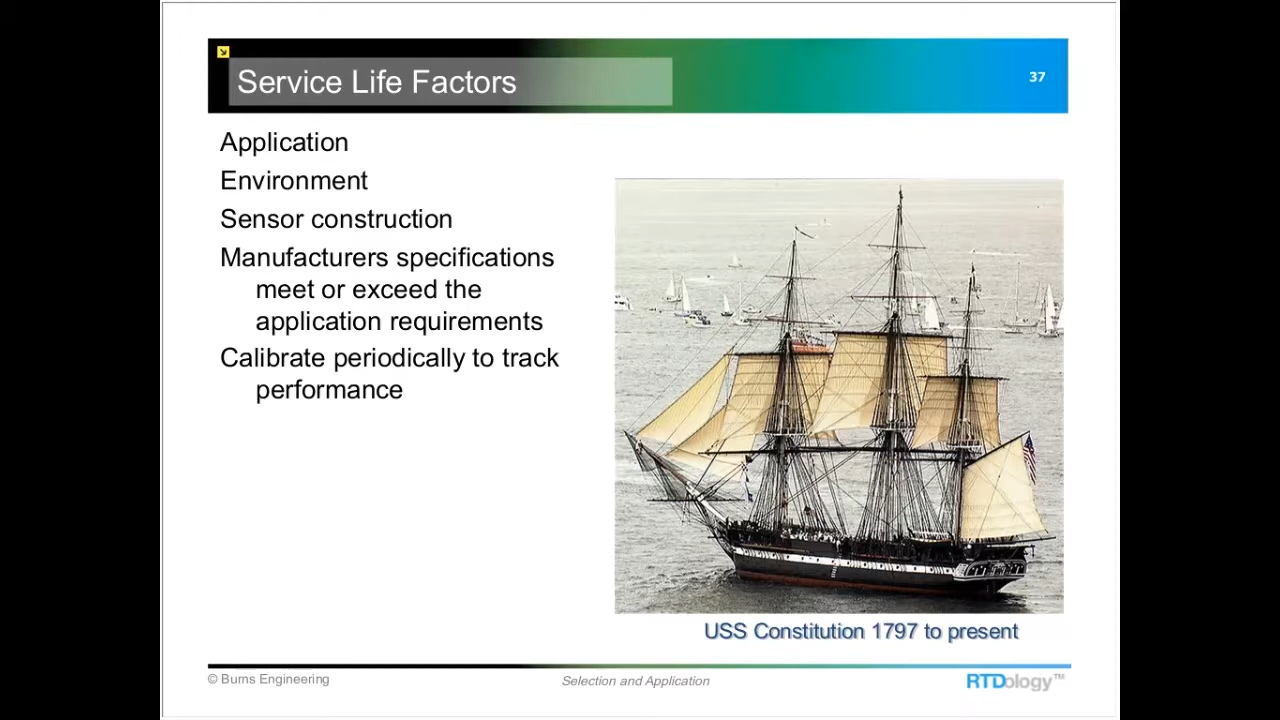 Service Life Factors
37
Application
Environment
Sensor construction
Manufacturers specifications
meet or exceed the
application requirements
Calibrate periodically to track
performance
USS Constitution 1797 to present
© Burns Engineering
Selection and Application
RTDology™